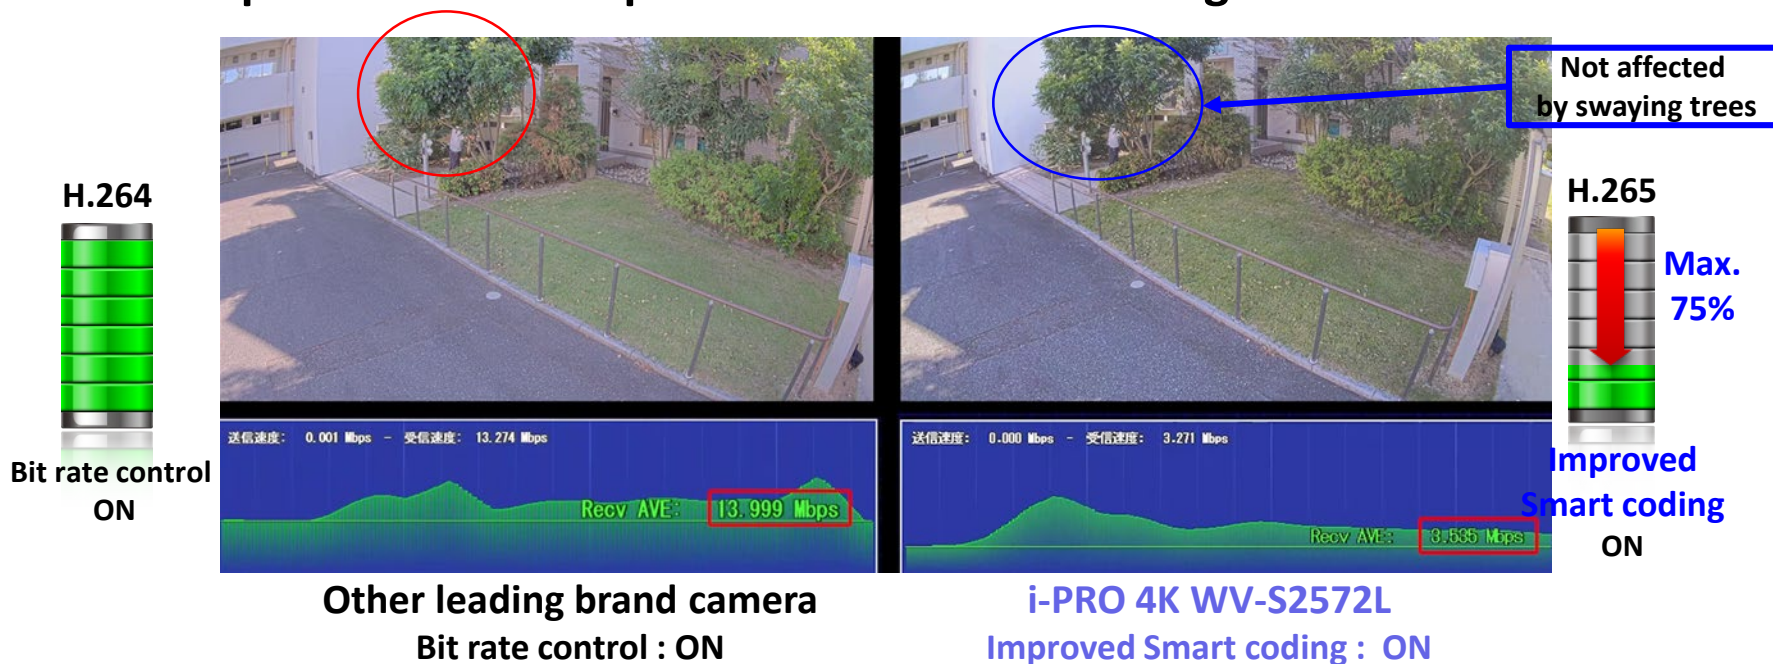 Not affected
by swaying trees
H.264
H.265
Max.
75%
送信速度: 0.001 Mbps - 受信速度: 13.274 Mbps
送信速度: 0.000 Mbps - 受信速度: 3.271 Mbps
Recv AVE: 13.999 Mbps
Recv AVE: 3.535 Mbps
Bit rate control
ON
Improved
Smart coding
ON
Other leading brand camera
Bit rate control : ON
i-PRO 4K WV-S2572L
Improved Smart coding : ON